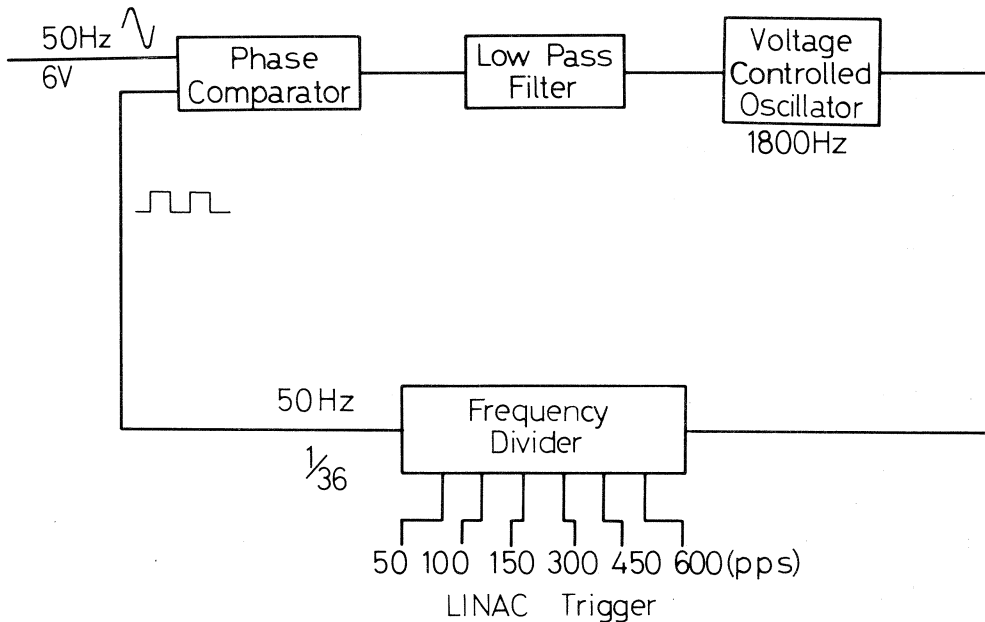 50Hz
6V
Phase
Comparator
Low Pass
Filter
Voltage
Controlled
Oscillator
1800Hz
50Hz
1/36
Frequency
Divider
50 100 150 300 450 600(pps)
LINAC Trigger